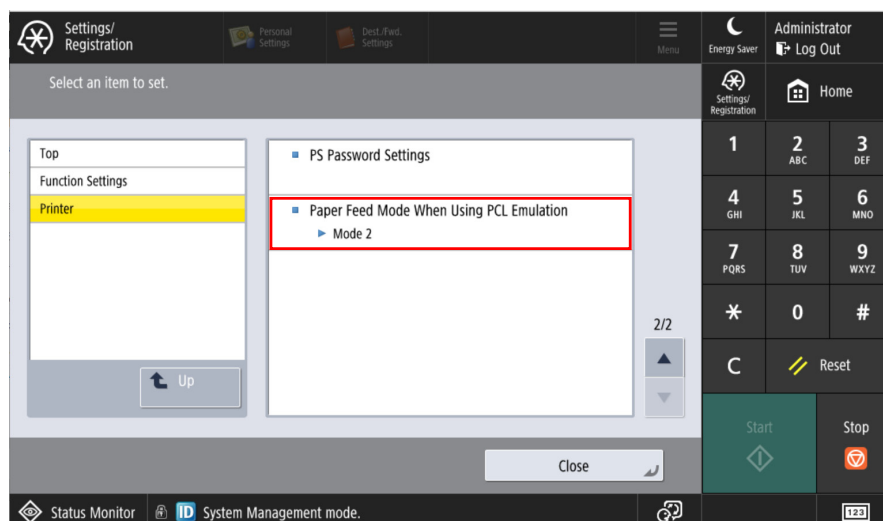 Settings/
Registration
Personal
Settings
Dest./Fwd.
Settings
Menu
Energy Saver
Administrator
Log Out
Select an item to set.
Settings/
Registration
Home
Top
Function Settings
Printer
Up
PS Password Settings
Paper Feed Mode When Using PCL Emulation
Mode 2
2/2
Close
1
2
ABC
3
DEF
4
GHI
5
JKL
6
MNO
7
PQRS
8
TUV
9
WXYZ
0
#
C
Reset
Start
Stop
Status Monitor
ID
System Management mode.
123